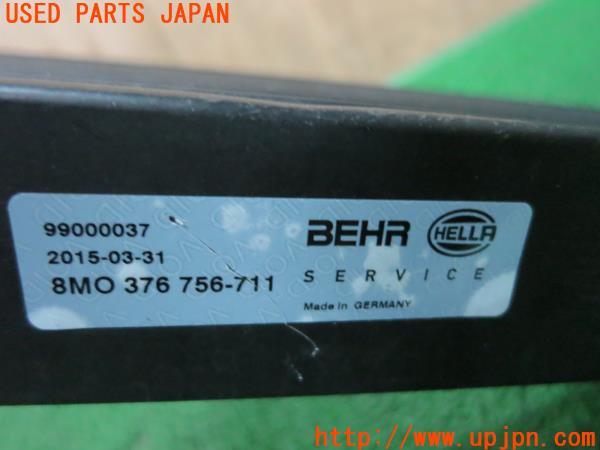 USED PARTS JAPAN
99000037
2015-03-31
8MO 376 756-711
BEHR HELLA
SERVICE
Made in GERMANY
http://www.upjpn.com